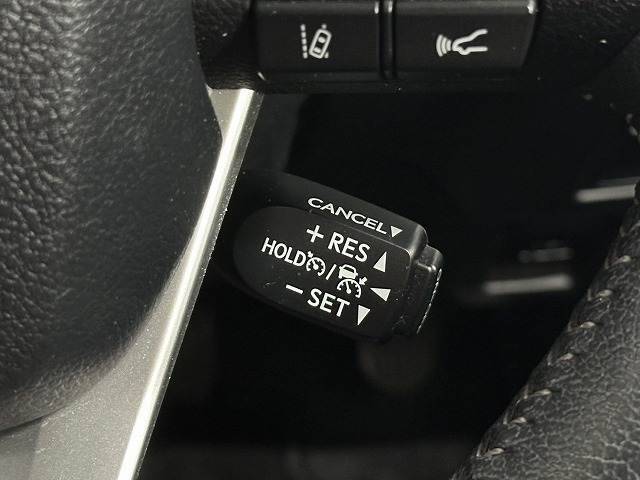 CANCEL▼
+ RES ▲
HOLD / ◀
− SET ▼